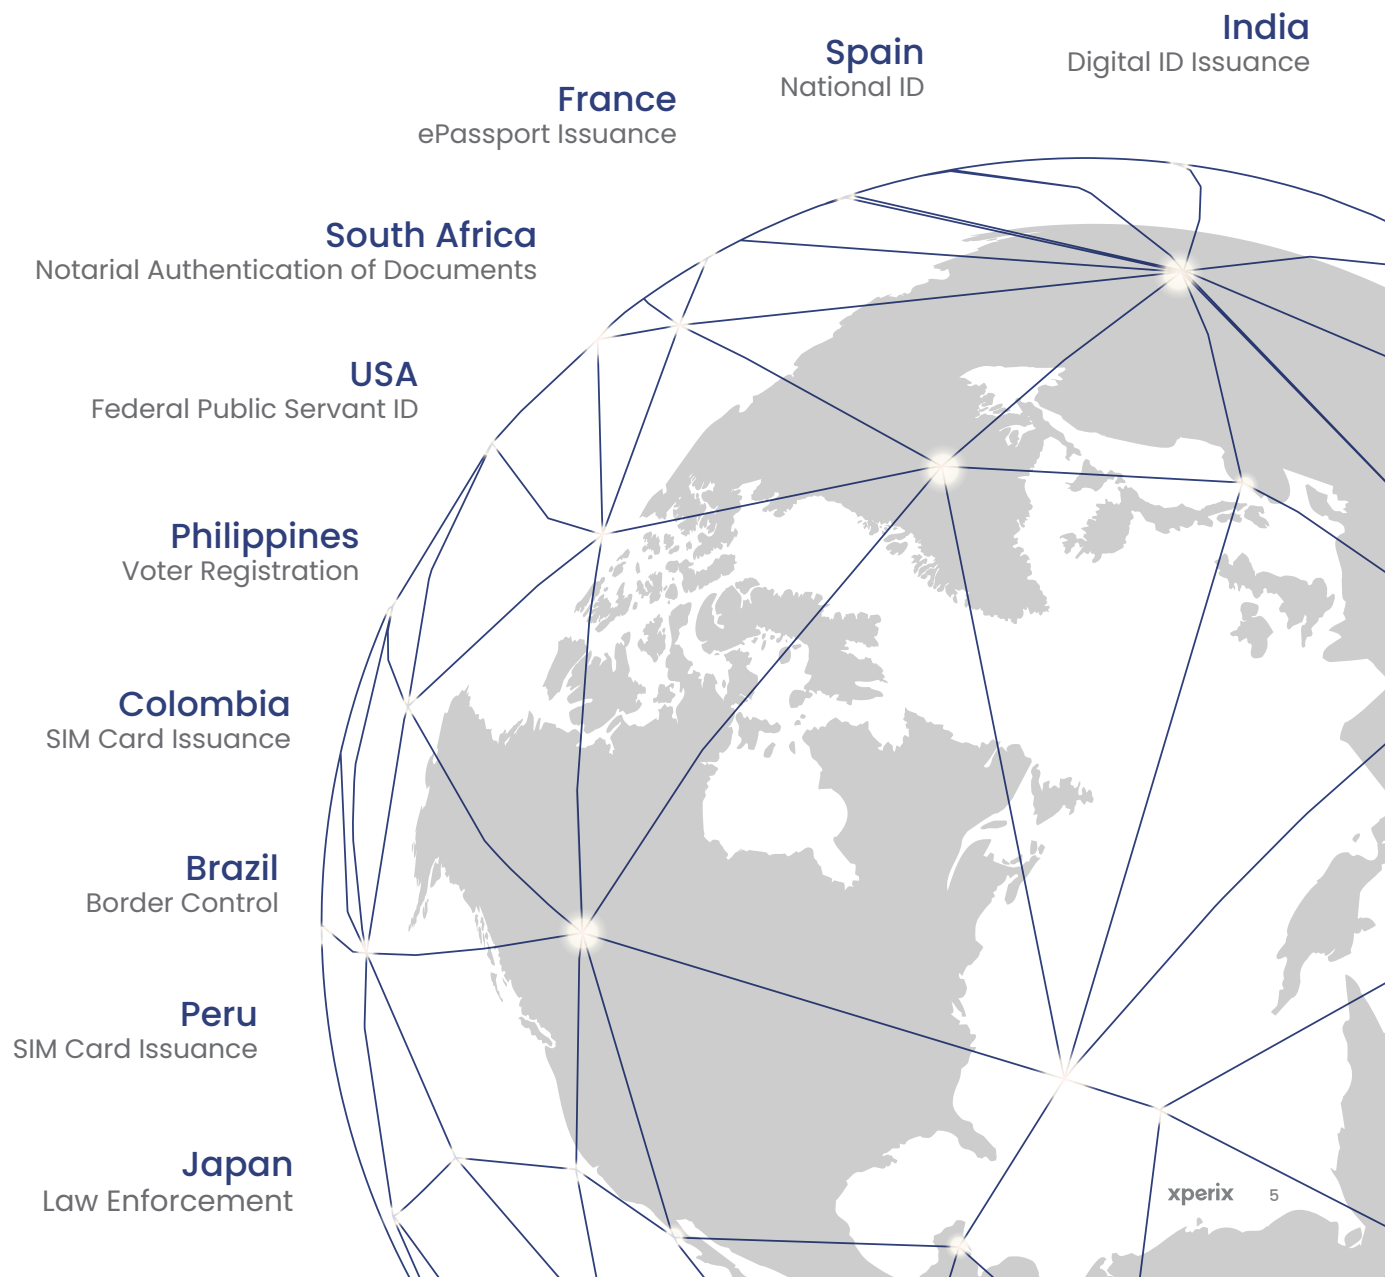 India
Digital ID Issuance
Spain
National ID
France
ePassport Issuance
South Africa
Notarial Authentication of Documents
USA
Federal Public Servant ID
Philippines
Voter Registration
Colombia
SIM Card Issuance
Brazil
Border Control
Peru
SIM Card Issuance
Japan
Law Enforcement
xperix 5